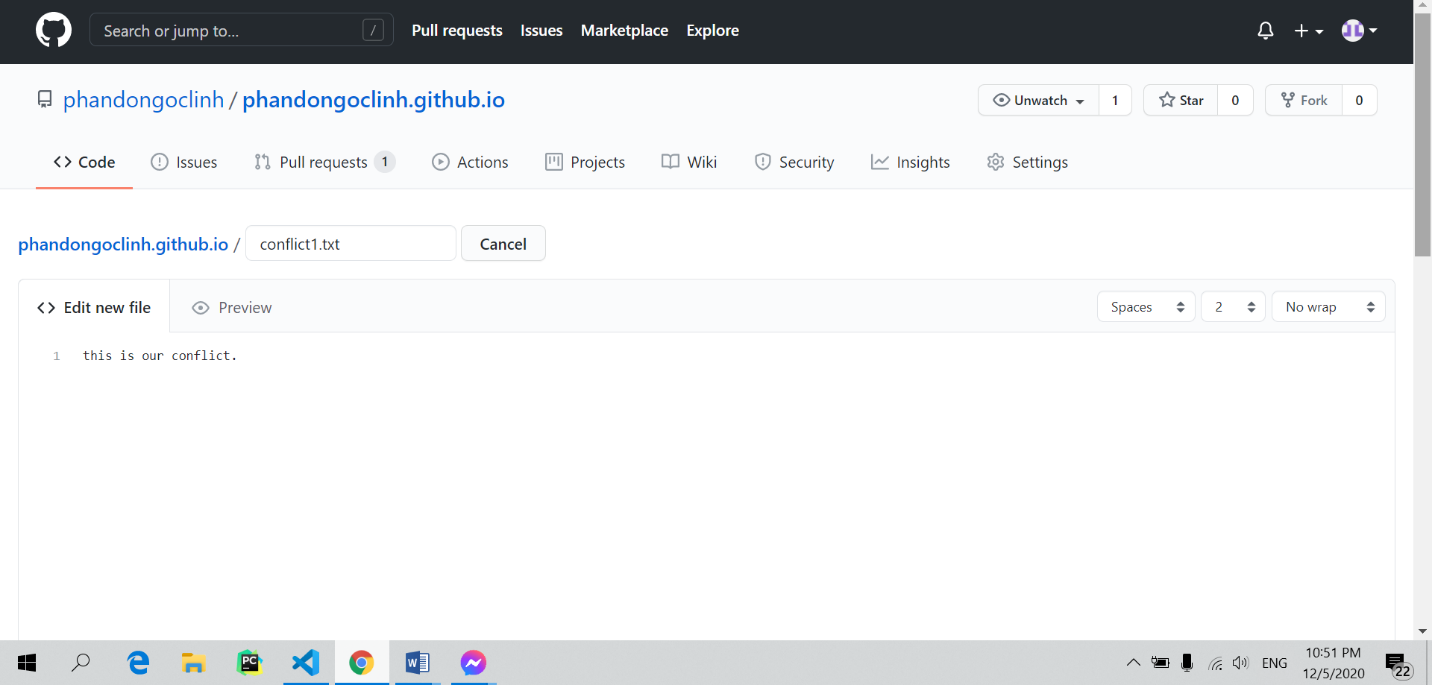 Search or jump to... / Pull requests Issues Marketplace Explore
phandongoclinh / phandongoclinh.github.io Unwatch 1 Star 0 Fork 0
Code Issues Pull requests 1 Actions Projects Wiki Security Insights Settings
phandongoclinh.github.io / conflict1.txt Cancel
Edit new file Preview Spaces 2 No wrap
1 this is our conflict.
PC W ENG 10:51 PM
12/5/2020 22